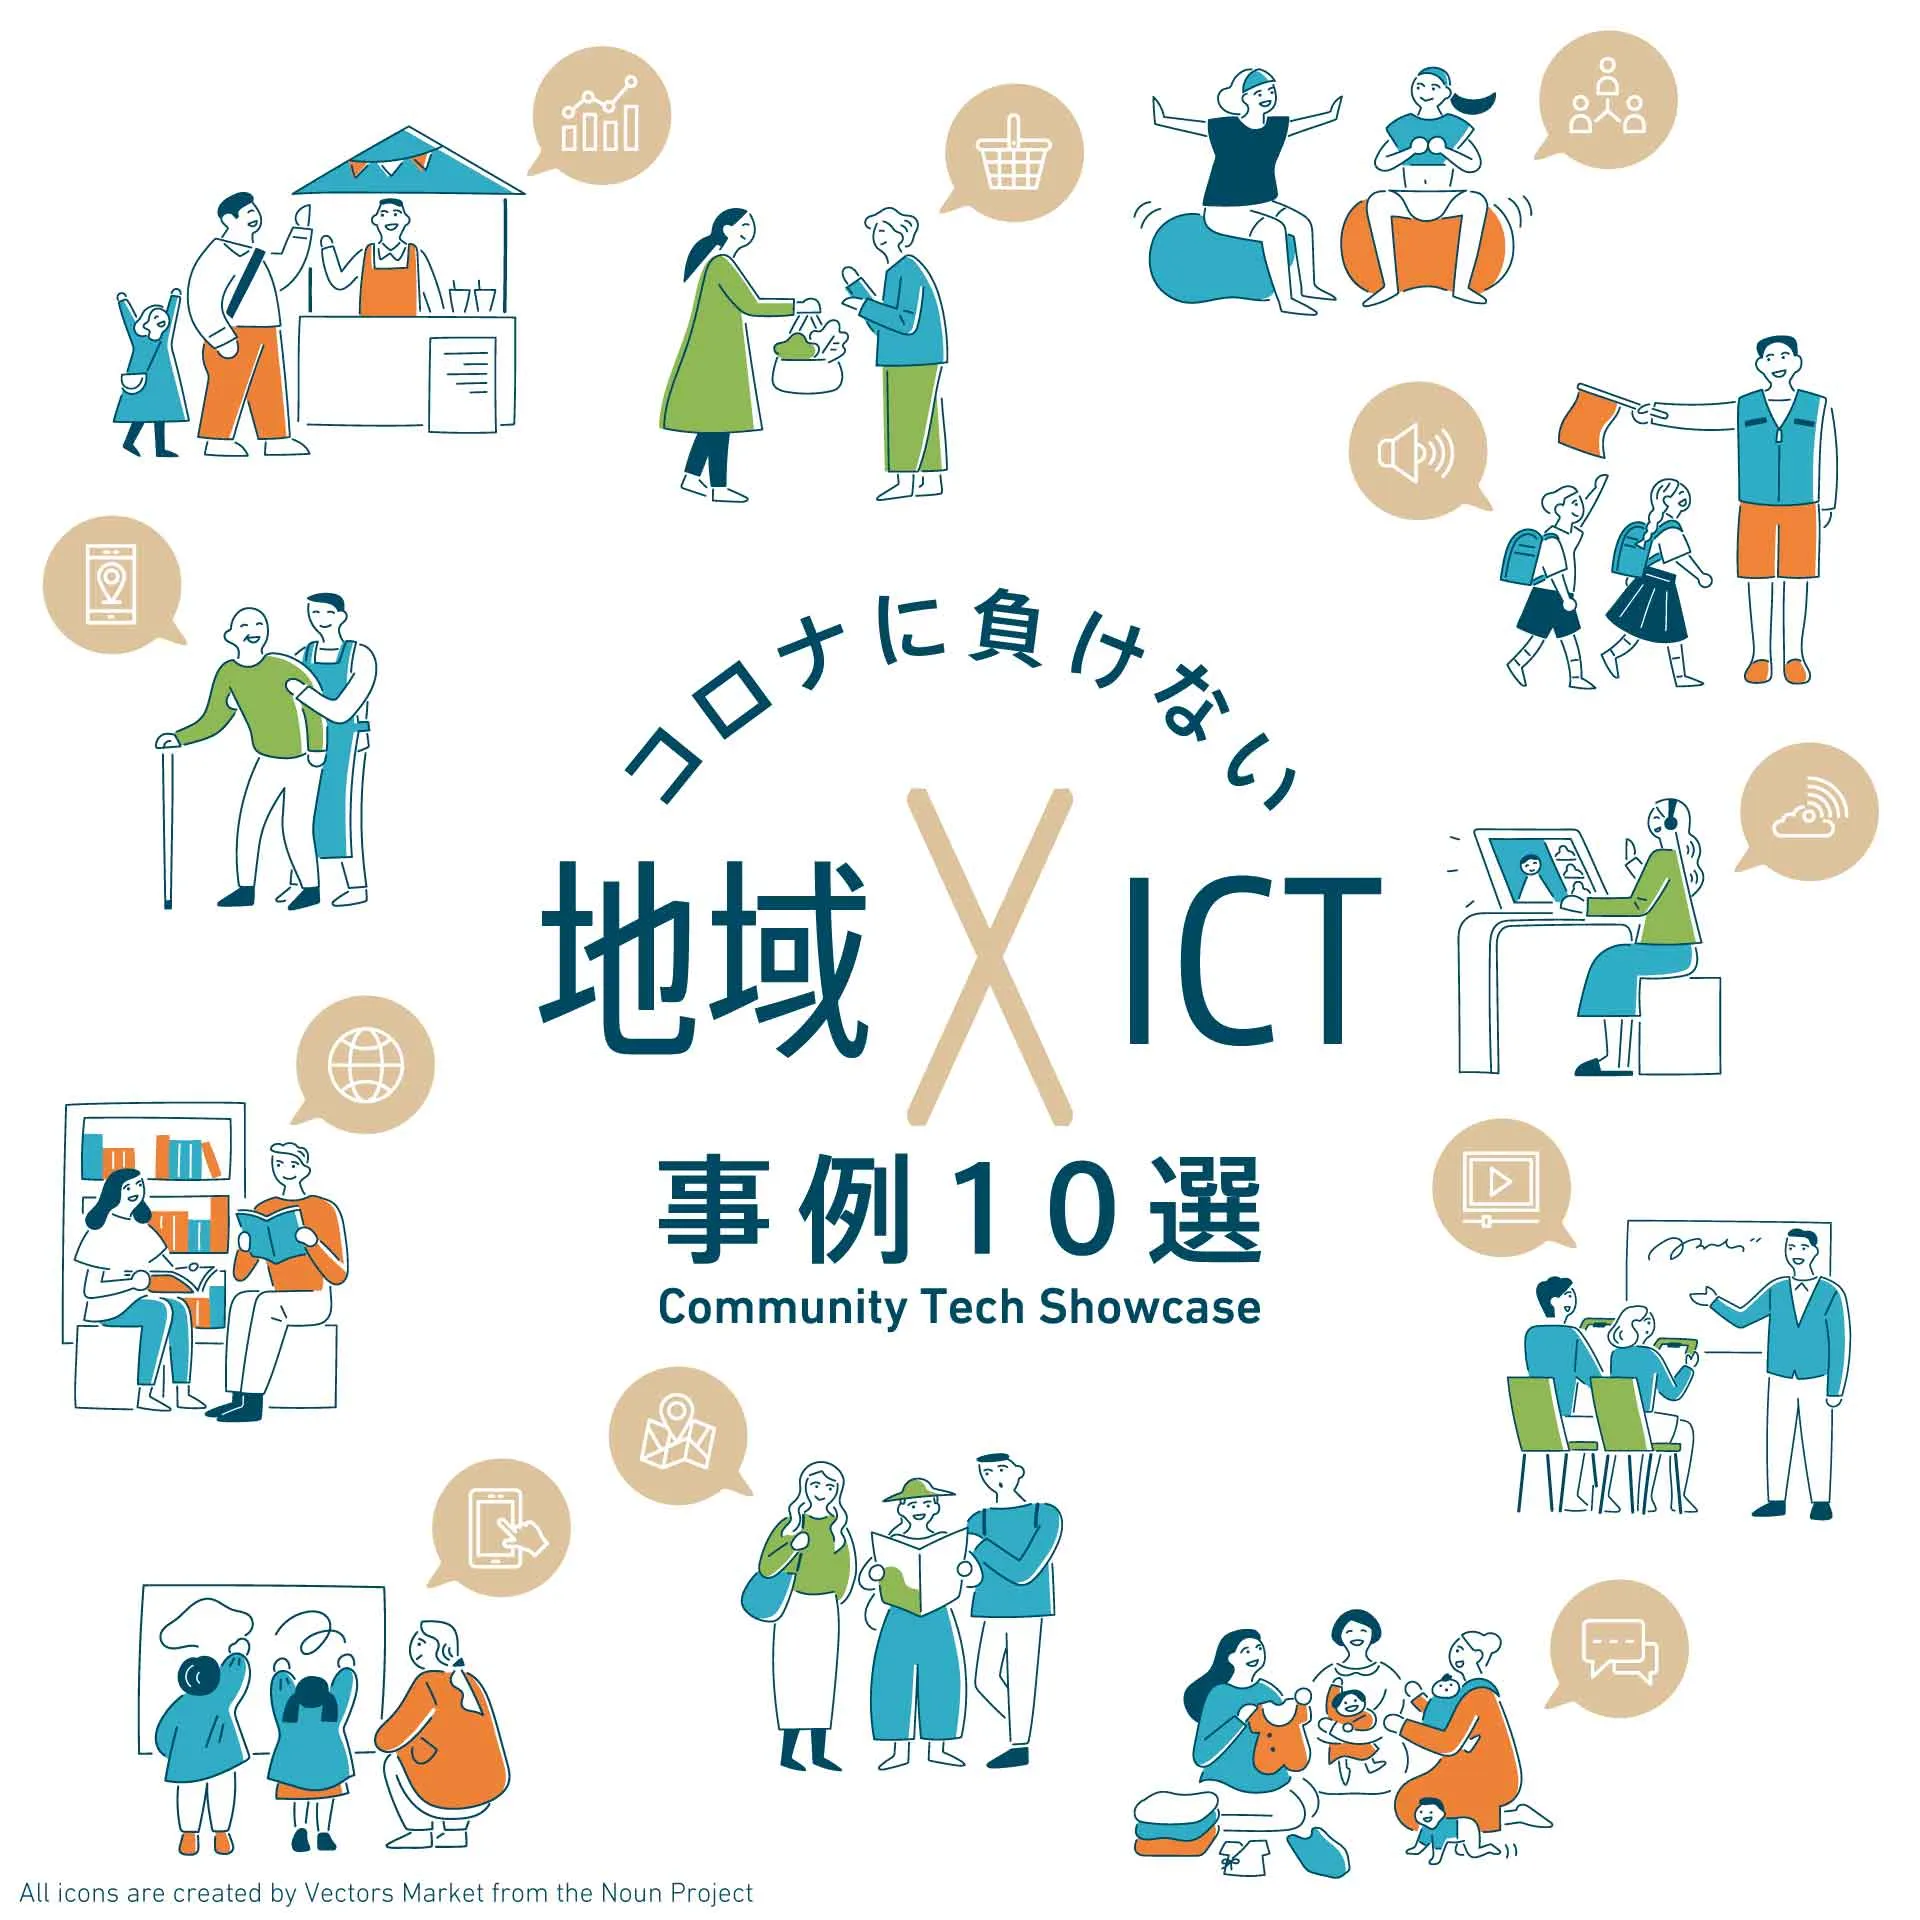 コロナに負けない
地域×ICT
事例10選
Community Tech Showcase
All icons are created by Vectors Market from the Noun Project